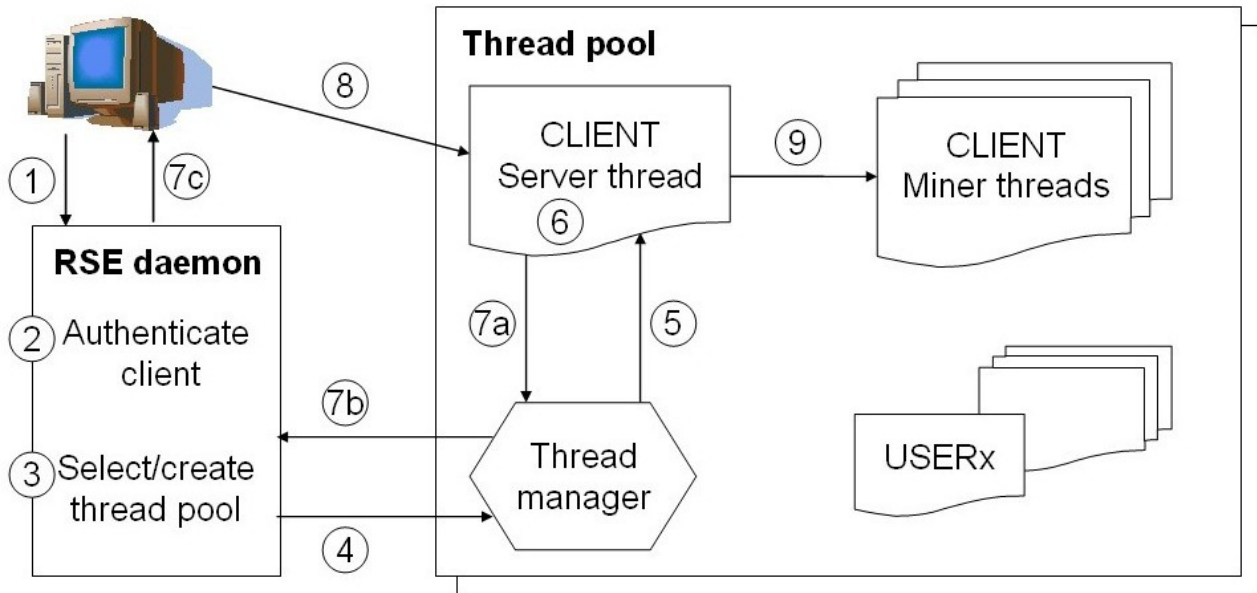 Thread pool
8
CLIENT
Server thread
6
9
CLIENT
Miner threads
1
7c
RSE daemon
2
Authenticate
client
7a
5
7b
3
Select/create
thread pool
4
Thread
manager
USERx